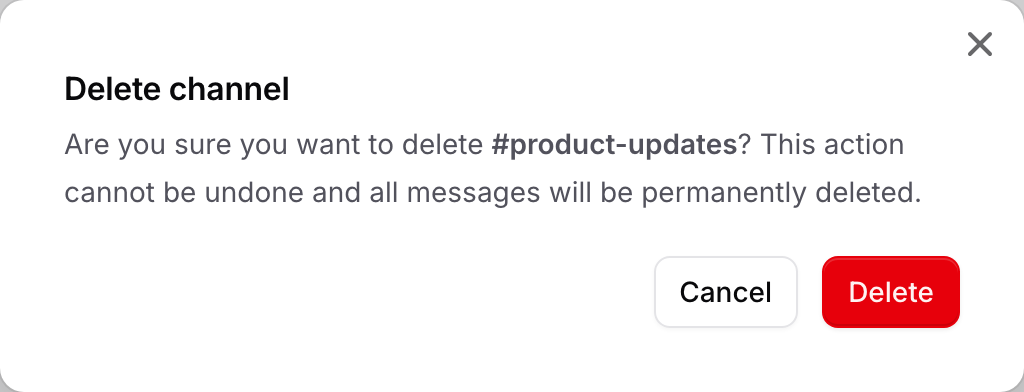 Delete channel
Are you sure you want to delete #product-updates? This action
cannot be undone and all messages will be permanently deleted.
Cancel
Delete